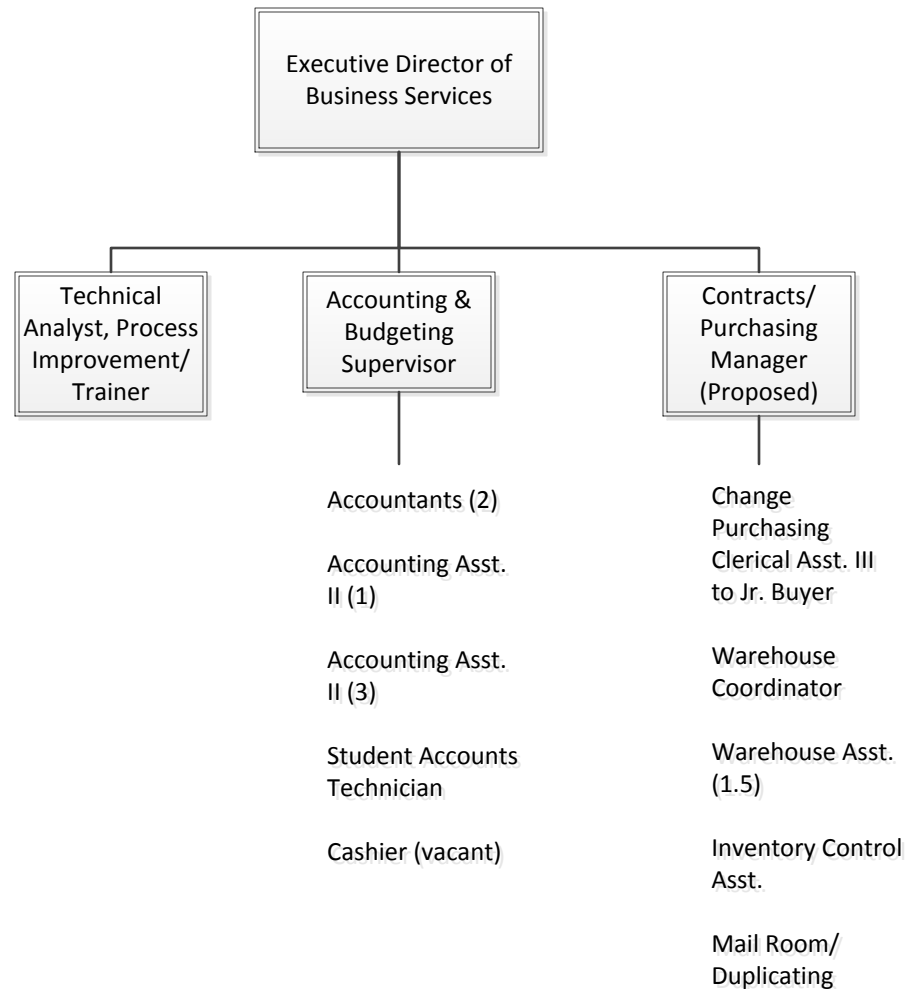 Executive Director of
Business Services
Technical
Analyst, Process
Improvement/
Trainer
Accounting &
Budgeting
Supervisor
Contracts/
Purchasing
Manager
(Proposed)
Accountants (2)
Accounting Asst.
II (1)
Accounting Asst.
II (3)
Student Accounts
Technician
Cashier (vacant)
Change
Purchasing
Clerical Asst. III
to Jr. Buyer
Warehouse
Coordinator
Warehouse Asst.
(1.5)
Inventory Control
Asst.
Mail Room/
Duplicating